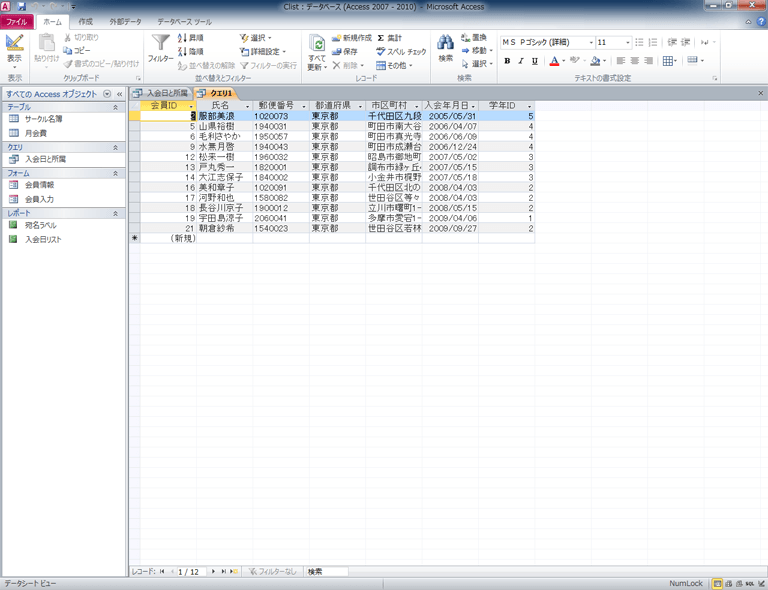 Clist : データベース (Access 2007 - 2010) - Microsoft Access
ファイル ホーム 作成 外部データ データベース ツール
表示 貼り付け 切り取り コピー 書式のコピー/貼り付け
フィルター 昇順 降順 並べ替えの解除 選択 詳細設定 フィルターの実行
すべて更新 新規作成 保存 削除 集計 スペル チェック その他
検索 置換 移動 選択
MS Pゴシック (詳細) 11
B I U A
表示 クリップボード 並べ替えとフィルター レコード 検索 テキストの書式設定
すべての Access オブジェクト
テーブル
サークル名簿
月会費
クエリ
入会日と所属
フォーム
会員情報
会員入力
レポート
宛名ラベル
入会日リスト
入会日と所属 クエリ1
会員ID 氏名 郵便番号 都道府県 市区町村 入会年月日 学年ID
服部美浪 1020073 東京都 千代田区九段 2005/05/31 5
5 山県裕樹 1940031 東京都 町田市南大谷 2006/04/07 4
6 毛利さやか 1950057 東京都 町田市真光寺 2006/06/09 4
9 水無月啓 1940043 東京都 町田市成瀬台 2006/12/24 4
12 松来一樹 1960032 東京都 昭島市郷地町 2007/05/02 3
13 戸丸秀一 1820001 東京都 調布市緑ヶ丘 2007/05/15 3
14 大江志保子 1840002 東京都 小金井市梶野 2007/05/18 3
16 美和章子 1020091 東京都 千代田区北の 2008/04/03 2
17 河野和也 1580082 東京都 世田谷区等々 2008/04/03 2
18 長谷川京子 1900012 東京都 立川市曙町1- 2008/05/15 2
19 宇田島涼子 2060041 東京都 多摩市愛宕1- 2009/04/06 1
21 朝倉紗希 1540023 東京都 世田谷区若林 2009/09/27 2
* (新規)
レコード: 1 / 12 フィルターなし 検索
データシート ビュー NumLock SQL